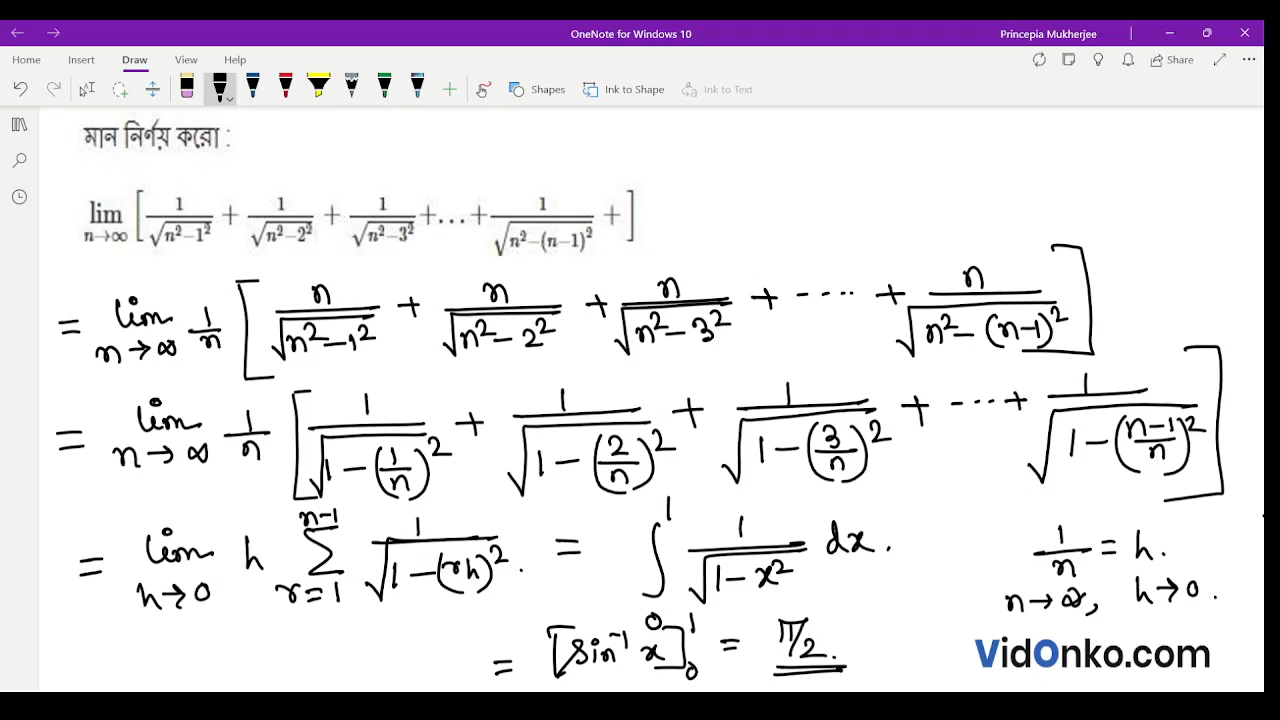 OneNote for Windows 10
Princepia Mukherjee
Home Insert Draw View Help
Share
Shapes Ink to Shape Ink to Text
মান নির্ণয় করো :
lim n→∞ [ 1/√(n²−1²) + 1/√(n²−2²) + 1/√(n²−3²) +...+ 1/√(n²−(n−1)²) + ]
= lim n→∞ 1/n [ n/√(n²−1²) + n/√(n²−2²) + n/√(n²−3²) + ---- + n/√(n²−(n−1)²) ]
= lim n→∞ 1/n [ 1/√(1−(1/n)²) + 1/√(1−(2/n)²) + 1/√(1−(3/n)²) + ---+ 1/√(1−((n−1)/n)²) ]
= lim h→0 h ∑_{r=1}^{n−1} 1/√(1−(rh)²) . = ∫_0^1 1/√(1−x²) dx.
1/n = h.
n→∞, h→0.
= [sin⁻¹ x]_0^1 = π/2.
VidOnko.com